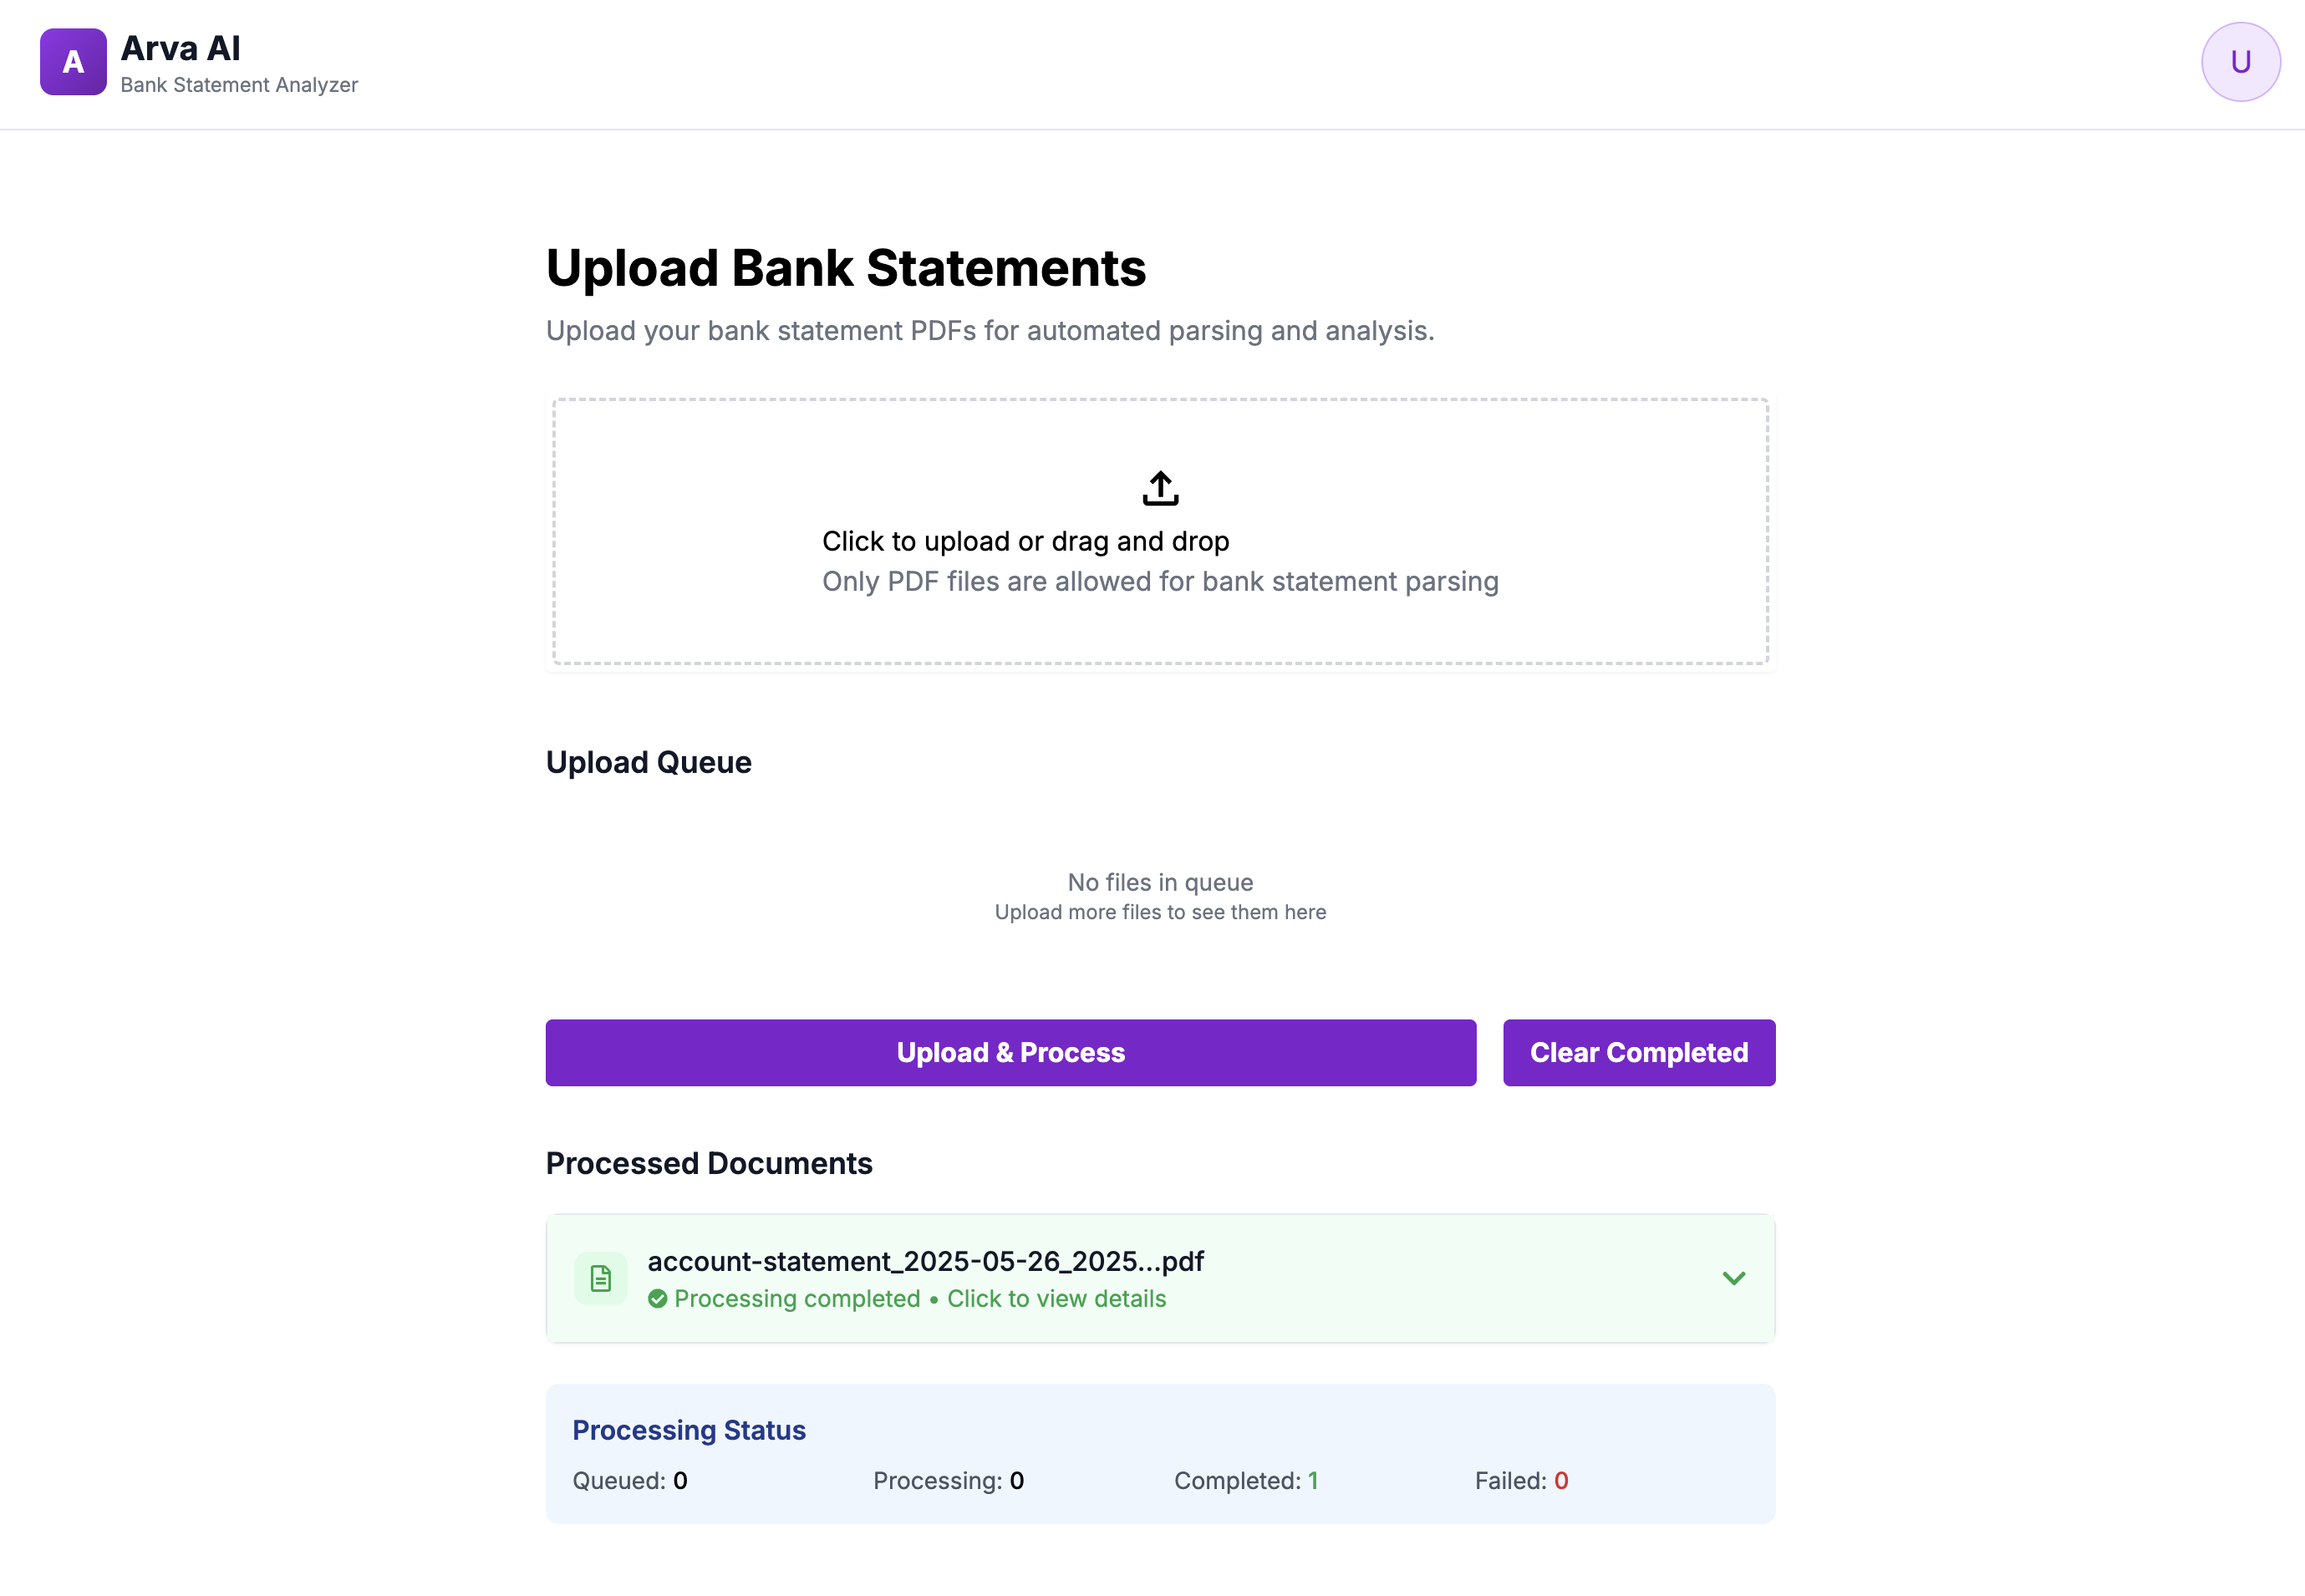 A
Arva AI
Bank Statement Analyzer
U
Upload Bank Statements
Upload your bank statement PDFs for automated parsing and analysis.
Click to upload or drag and drop
Only PDF files are allowed for bank statement parsing
Upload Queue
No files in queue
Upload more files to see them here
Upload & Process
Clear Completed
Processed Documents
account-statement_2025-05-26_2025...pdf
Processing completed • Click to view details
Processing Status
Queued: 0
Processing: 0
Completed: 1
Failed: 0